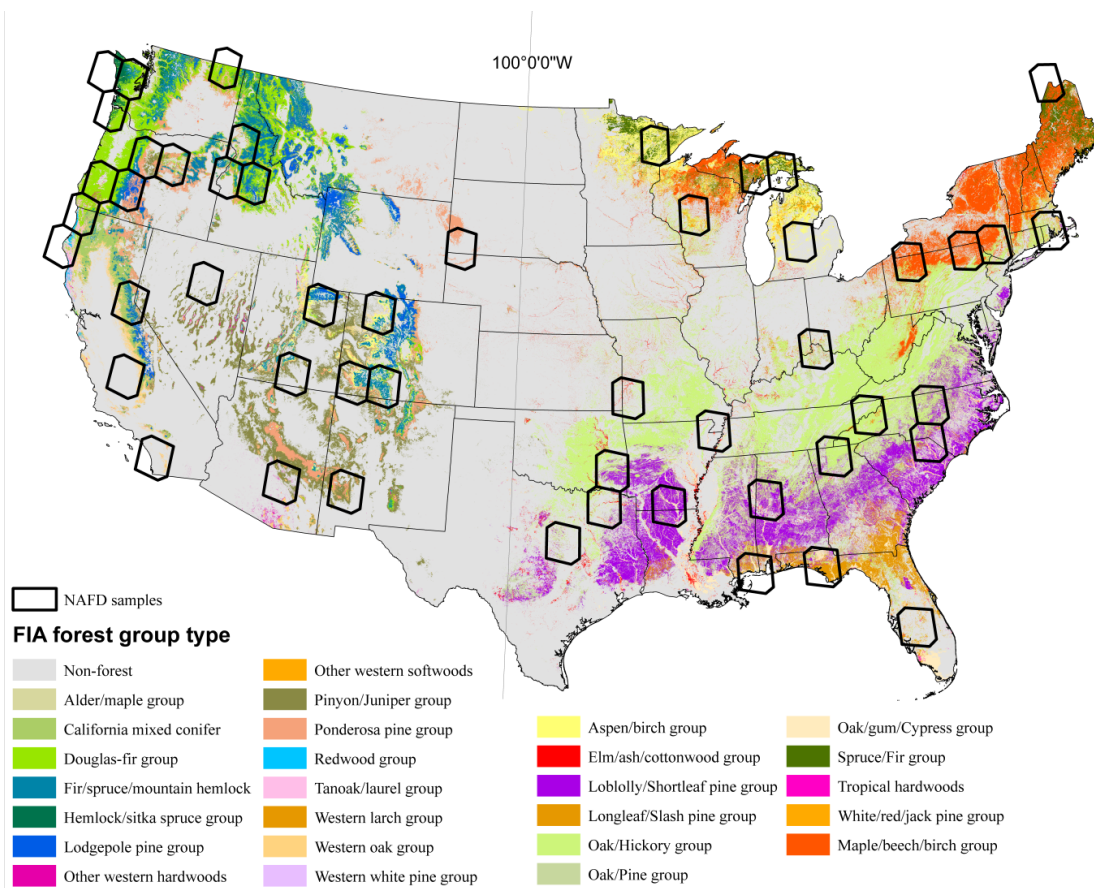 100°0'0"W
NAFD samples
FIA forest group type
Non-forest
Alder/maple group
California mixed conifer
Douglas-fir group
Fir/spruce/mountain hemlock
Hemlock/sitka spruce group
Lodgepole pine group
Other western hardwoods
Other western softwoods
Pinyon/Juniper group
Ponderosa pine group
Redwood group
Tanoak/laurel group
Western larch group
Western oak group
Western white pine group
Aspen/birch group
Elm/ash/cottonwood group
Loblolly/Shortleaf pine group
Longleaf/Slash pine group
Oak/Hickory group
Oak/Pine group
Oak/gum/Cypress group
Spruce/Fir group
Tropical hardwoods
White/red/jack pine group
Maple/beech/birch group